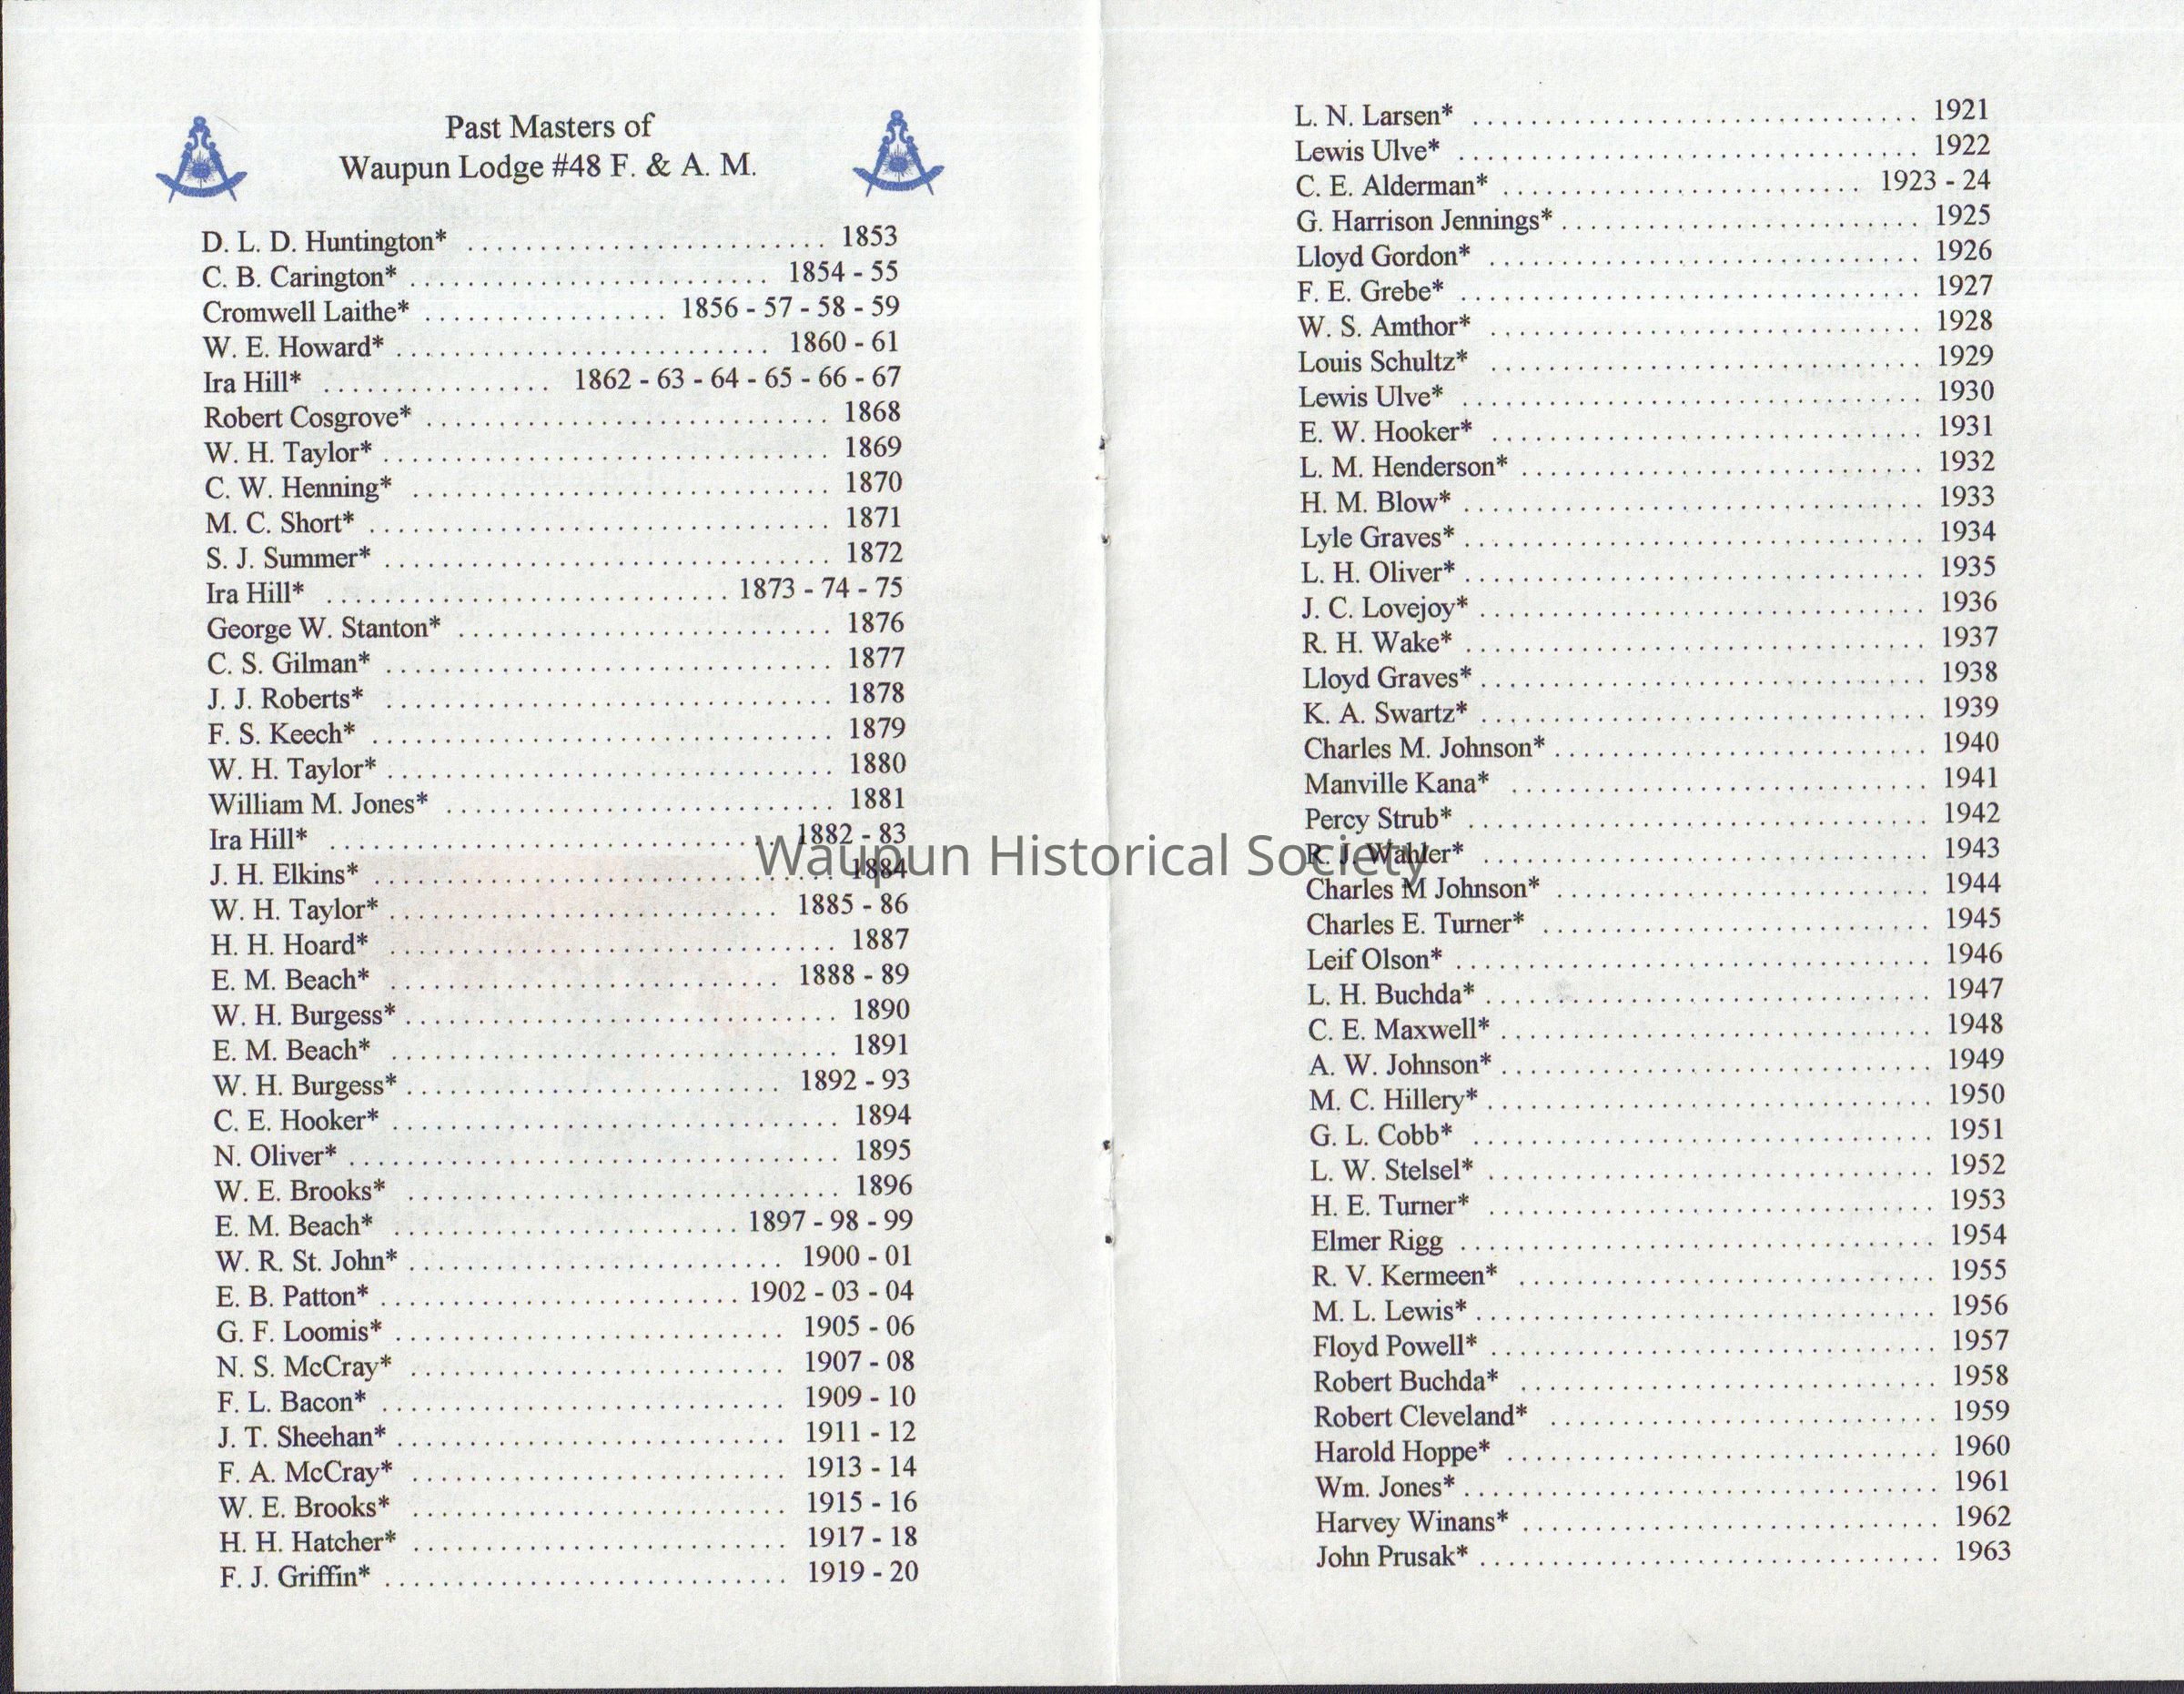 Past Masters of
Waupun Lodge #48 F. & A. M.
D. L. D. Huntington* ......................... 1853
C. B. Carington* ......................... 1854 - 55
Cromwell Laithe* ................. 1856 - 57 - 58 - 59
W. E. Howard* .......................... 1860 - 61
Ira Hill* ................ 1862 - 63 - 64 - 65 - 66 - 67
Robert Cosgrove* ............................ 1868
W. H. Taylor* ............................... 1869
C. W. Henning* ............................. 1870
M. C. Short* ................................ 1871
S. J. Summer* ............................... 1872
Ira Hill* ............................ 1873 - 74 - 75
George W. Stanton* .......................... 1876
C. S. Gilman* ............................... 1877
J. J. Roberts* ............................... 1878
F. S. Keech* ................................ 1879
W. H. Taylor* ............................... 1880
William M. Jones* ........................... 1881
Ira Hill* ............................... 1882 - 83
J. H. Elkins* ................................ 1884
W. H. Taylor* ........................... 1885 - 86
H. H. Hoard* ............................... 1887
E. M. Beach* ........................... 1888 - 89
W. H. Burgess* .............................. 1890
E. M. Beach* ............................... 1891
W. H. Burgess* .......................... 1892 - 93
C. E. Hooker* ............................... 1894
N. Oliver* .................................. 1895
W. E. Brooks* .............................. 1896
E. M. Beach* ........................ 1897 - 98 - 99
W. R. St. John* .......................... 1900 - 01
E. B. Patton* ......................... 1902 - 03 - 04
G. F. Loomis* ........................... 1905 - 06
N. S. McCray* .......................... 1907 - 08
F. L. Bacon* ............................ 1909 - 10
J. T. Sheehan* ........................... 1911 - 12
F. A. McCray* .......................... 1913 - 14
W. E. Brooks* .......................... 1915 - 16
H. H. Hatcher* .......................... 1917 - 18
F. J. Griffin* ............................ 1919 - 20
L. N. Larsen* ............................... 1921
Lewis Ulve* ................................ 1922
C. E. Alderman* ......................... 1923 - 24
G. Harrison Jennings* ......................... 1925
Lloyd Gordon* .............................. 1926
F. E. Grebe* ................................ 1927
W. S. Amthor* .............................. 1928
Louis Schultz* .............................. 1929
Lewis Ulve* ................................ 1930
E. W. Hooker* .............................. 1931
L. M. Henderson* ............................ 1932
H. M. Blow* ................................ 1933
Lyle Graves* ................................ 1934
L. H. Oliver* ................................ 1935
J. C. Lovejoy* ............................... 1936
R. H. Wake* ................................ 1937
Lloyd Graves* ............................... 1938
K. A. Swartz* ............................... 1939
Charles M. Johnson* .......................... 1940
Manville Kana* ............................. 1941
Percy Strub* ................................ 1942
R. J. Wahler* ............................... 1943
Charles M Johnson* .......................... 1944
Charles E. Turner* ........................... 1945
Leif Olson* ................................. 1946
L. H. Buchda* ............................... 1947
C. E. Maxwell* .............................. 1948
A. W. Johnson* .............................. 1949
M. C. Hillery* ............................... 1950
G. L. Cobb* ................................ 1951
L. W. Stelsel* ............................... 1952
H. E. Turner* ............................... 1953
Elmer Rigg ................................. 1954
R. V. Kermeen* ............................. 1955
M. L. Lewis* ................................ 1956
Floyd Powell* ............................... 1957
Robert Buchda* ............................. 1958
Robert Cleveland* ........................... 1959
Harold Hoppe* .............................. 1960
Wm. Jones* ................................. 1961
Harvey Winans* ............................. 1962
John Prusak* ................................ 1963
Waupun Historical Society